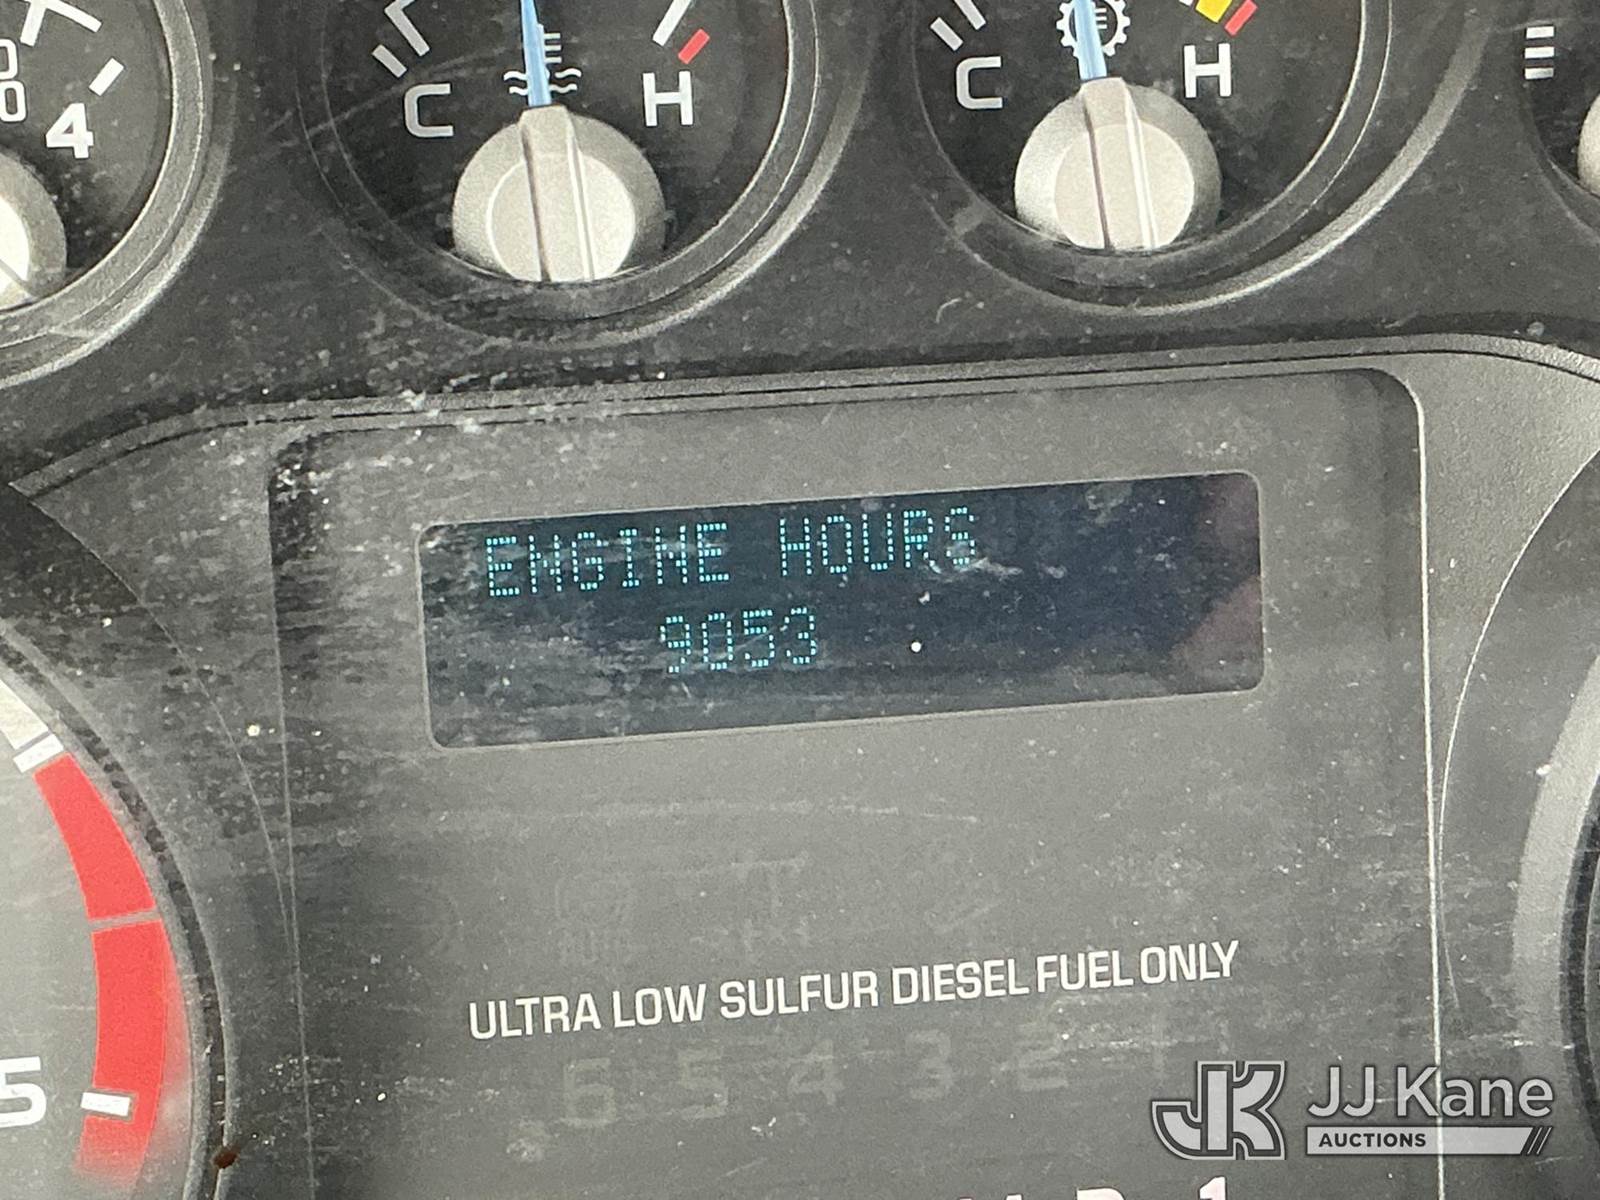 4
C
H
C
H
ENGINE HOURS
9053
ULTRA LOW SULFUR DIESEL FUEL ONLY
6 5 4 3 2 1
5
JK JJ Kane
AUCTIONS